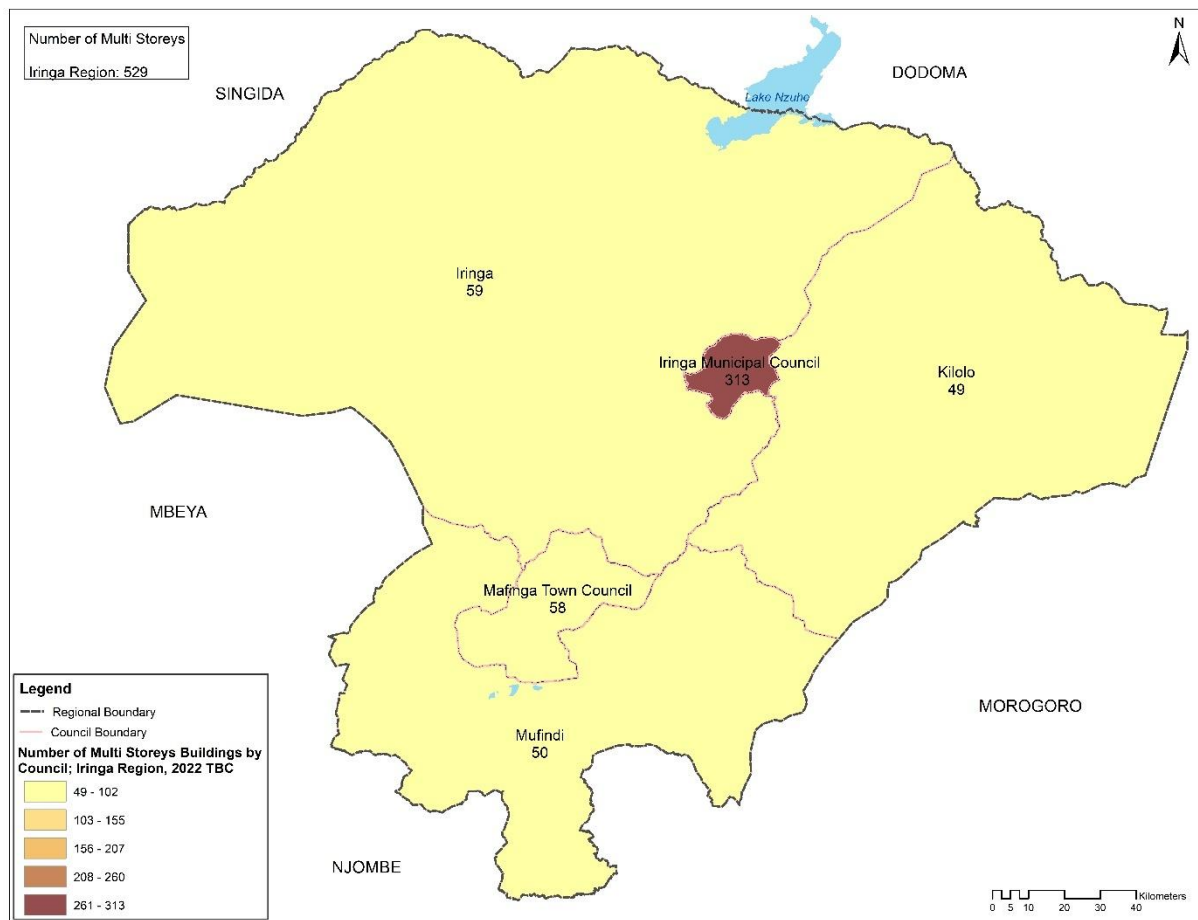 Number of Multi Storeys
Iringa Region: 529
N
SINGIDA
DODOMA
Lake Nzuhe
Iringa
59
Iringa Municipal Council
313
Kilolo
49
MBEYA
Mafinga Town Council
58
MOROGORO
Mufindi
50
NJOMBE
Legend
Regional Boundary
Council Boundary
Number of Multi Storeys Buildings by
Council; Iringa Region, 2022 TBC
49 - 102
103 - 155
156 - 207
208 - 260
261 - 313
Kilometers
0 5 10 20 30 40